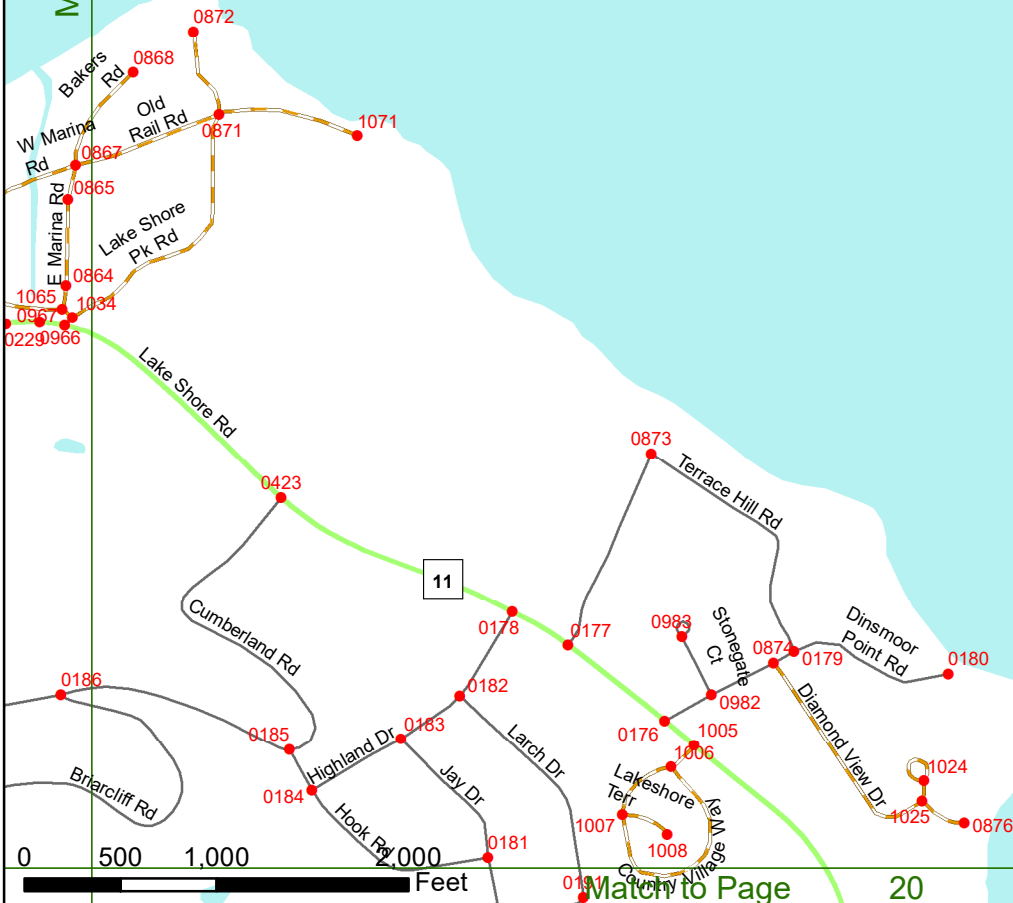 M
0872
Bakers
Rd
0868
Old
Rail Rd
0871
1071
W Marina
Rd
0867
0865
E Marina Rd
Lake Shore
Pk Rd
0864
1065
1034
0967
0229
0966
Lake Shore Rd
0423
0873
Terrace Hill Rd
11
0178
0177
Cumberland Rd
0983
Stonegate
Ct
0874
0179
Dinsmoor
Point Rd
0180
0186
0182
0982
0176
0185
0183
Highland Dr
Larch Dr
1005
1006
Diamond View Dr
0184
Briarcliff Rd
Hook Rd
Jay Dr
Lakeshore
Terr
1007
1008
Country Village Way
1024
1025
0876
0181
0191
0 500 1,000 2,000
Feet
Match to Page 20